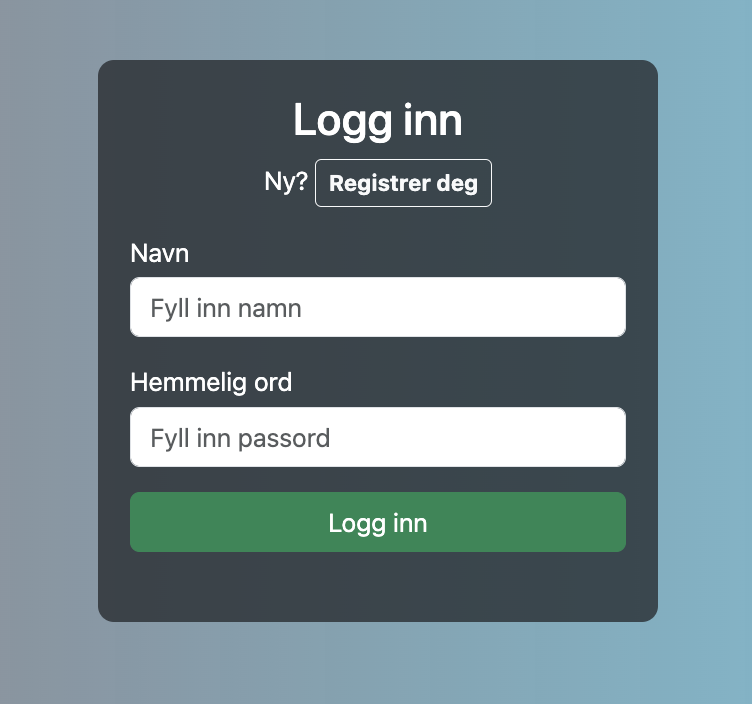 Logg inn
Ny? Registrer deg
Navn
Fyll inn namn
Hemmelig ord
Fyll inn passord
Logg inn